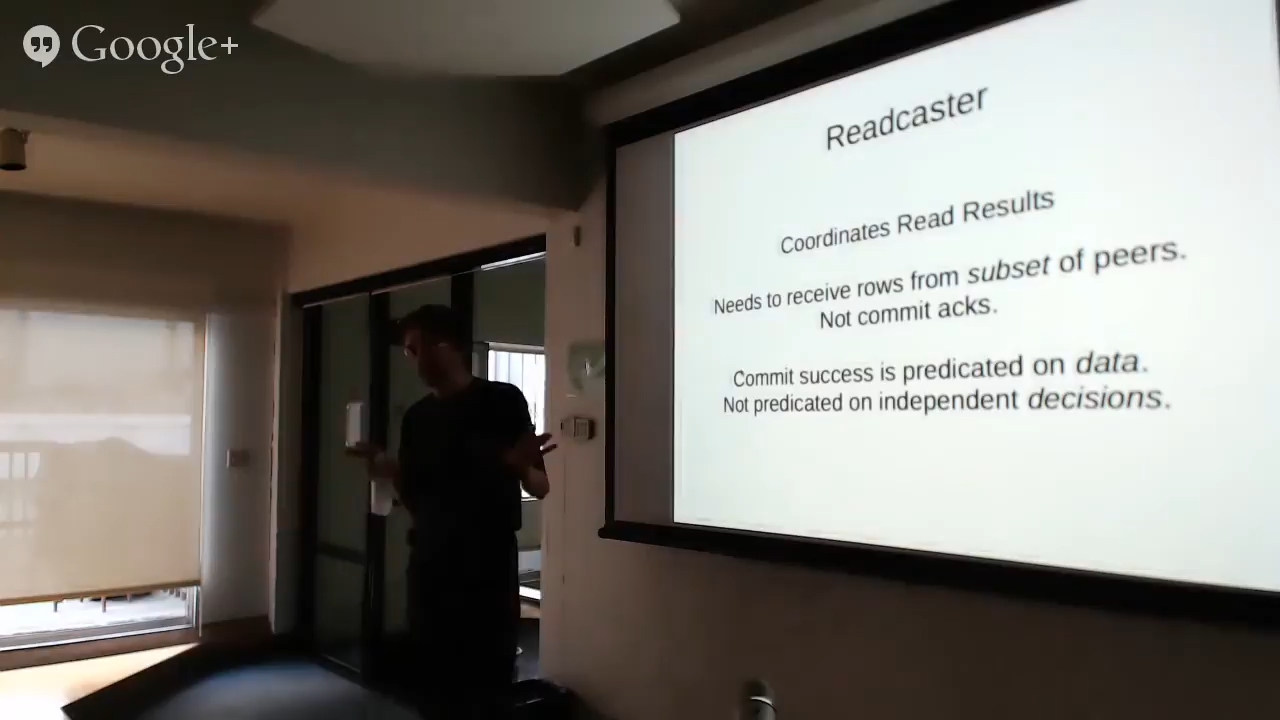 Google+
Readcaster
Coordinates Read Results
Needs to receive rows from subset of peers.
Not commit acks.
Commit success is predicated on data.
Not predicated on independent decisions.